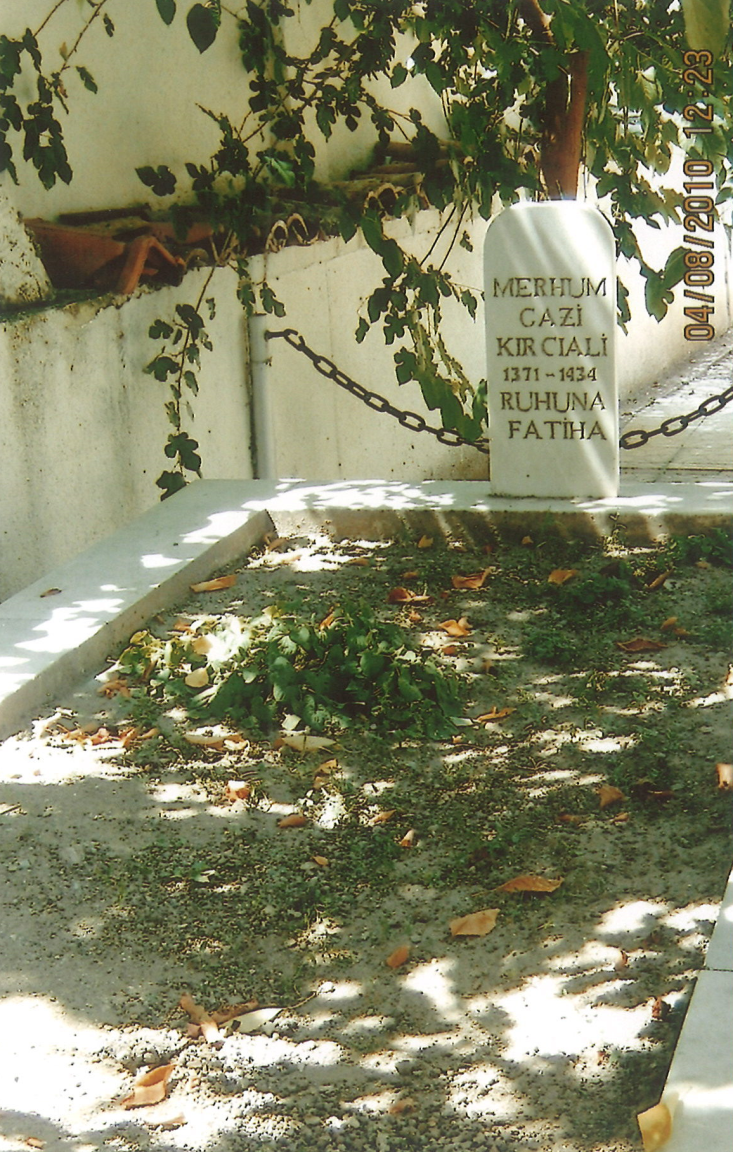 MERHUM
GAZİ
KIRCIALİ
1371-1434
RUHUNA
FATİHA
04/08/2010 12:23